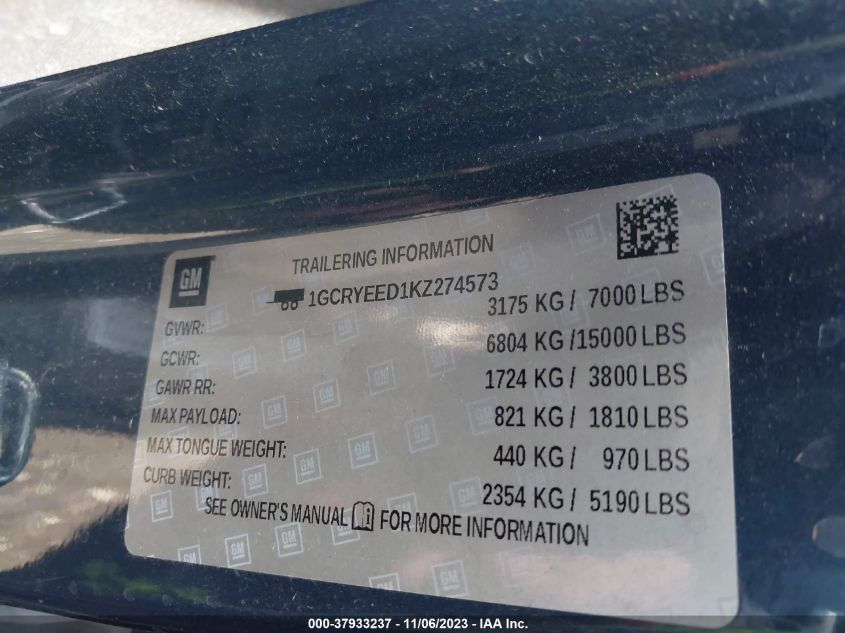 GM
TRAILERING INFORMATION
1GCRYEED1KZ274573
GVWR: 3175 KG / 7000 LBS
GCWR: 6804 KG /15000 LBS
GAWR RR: 1724 KG / 3800 LBS
MAX PAYLOAD: 821 KG / 1810 LBS
MAX TONGUE WEIGHT: 440 KG / 970 LBS
CURB WEIGHT: 2354 KG / 5190 LBS
SEE OWNER'S MANUAL FOR MORE INFORMATION
000-37933237 - 11/06/2023 - IAA Inc.